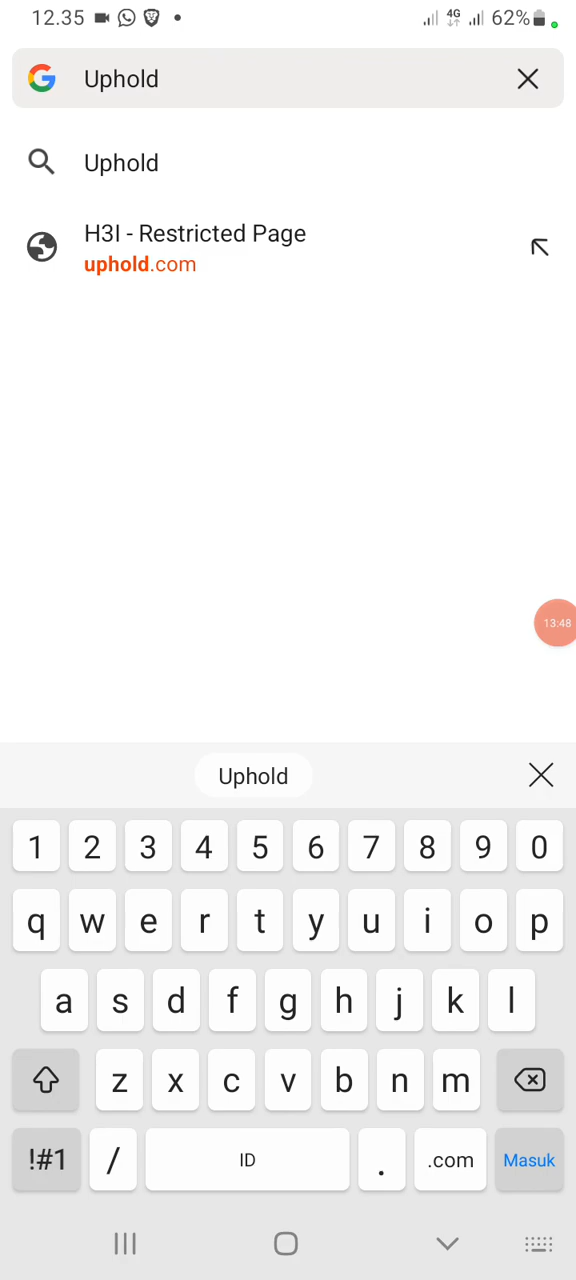 12.35 4G 62%
Uphold
Uphold
H3I - Restricted Page
uphold.com
13:48
Uphold
1 2 3 4 5 6 7 8 9 0
q w e r t y u i o p
a s d f g h j k l
z x c v b n m
!#1 / ID . .com Masuk